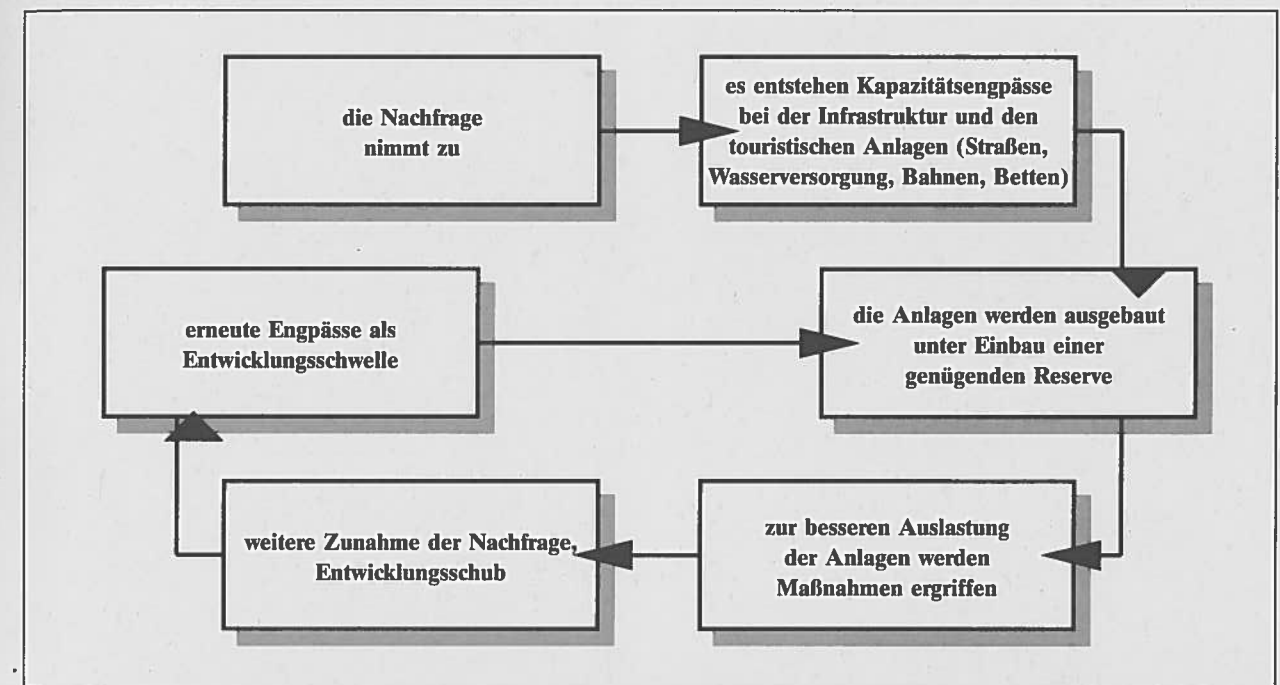 die Nachfrage
nimmt zu
es entstehen Kapazitätsengpässe
bei der Infrastruktur und den
touristischen Anlagen (Straßen,
Wasserversorgung, Bahnen, Betten)
die Anlagen werden ausgebaut
unter Einbau einer
genügenden Reserve
zur besseren Auslastung
der Anlagen werden
Maßnahmen ergriffen
weitere Zunahme der Nachfrage,
Entwicklungsschub
erneute Engpässe als
Entwicklungsschwelle